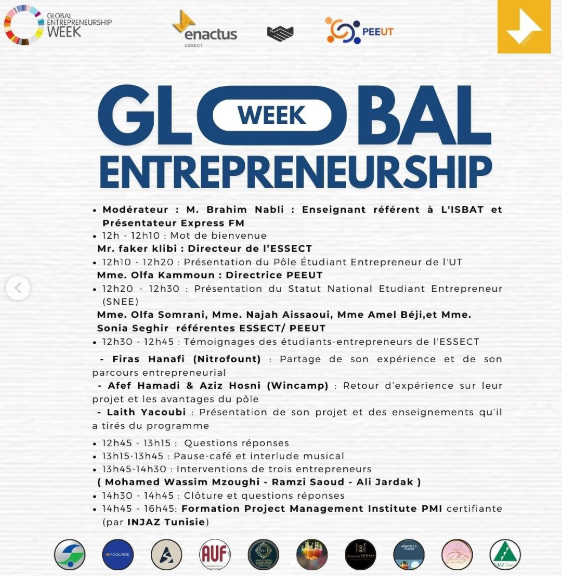 GLOBAL
ENTREPRENEURSHIP
WEEK
enactus
ESSECT
PEEUT
GLOBAL
WEEK
ENTREPRENEURSHIP
• Modérateur : M. Brahim Nabli : Enseignant référent à L'ISBAT et
Présentateur Express FM
• 12h - 12h10 : Mot de bienvenue
Mr. faker klibi : Directeur de l'ESSECT
• 12h10 - 12h20 : Présentation du Pôle Étudiant Entrepreneur de l'UT
Mme. Olfa Kammoun : Directrice PEEUT
• 12h20 - 12h30 : Présentation du Statut National Etudiant Entrepreneur
(SNEE)
Mme. Olfa Somrani, Mme. Najah Aissaoui, Mme Amel Béji,et Mme.
Sonia Seghir référentes ESSECT/ PEEUT
• 12h30 - 12h45 : Témoignages des étudiants-entrepreneurs de l'ESSECT
- Firas Hanafi (Nitrofount) : Partage de son expérience et de son
parcours entrepreneurial
- Afef Hamadi & Aziz Hosni (Wincamp) : Retour d'expérience sur leur
projet et les avantages du pôle
- Laith Yacoubi : Présentation de son projet et des enseignements qu'il
a tirés du programme
• 12h45 - 13h15 : Questions réponses
• 13h15-13h45 : Pause-café et interlude musical
• 13h45-14h30 : Interventions de trois entrepreneurs
( Mohamed Wassim Mzoughi - Ramzi Saoud - Ali Jardak )
• 14h30 - 14h45 : Clôture et questions réponses
• 14h45 - 16h45: Formation Project Management Institute PMI certifiante
(par INJAZ Tunisie)
AUF